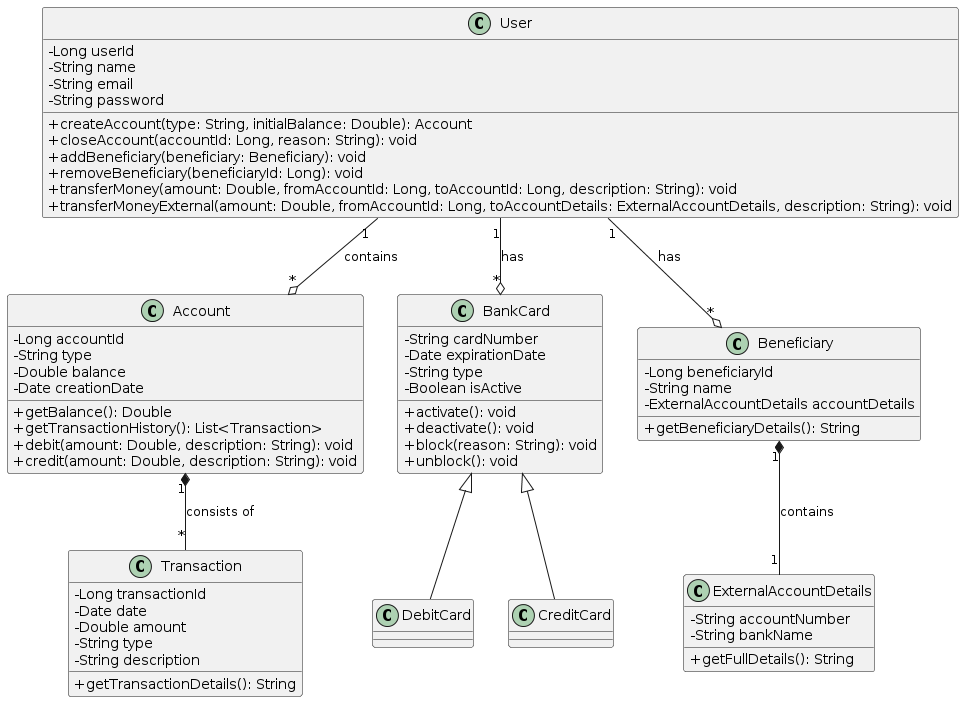 C User
-Long userId
-String name
-String email
-String password
+createAccount(type: String, initialBalance: Double): Account
+closeAccount(accountId: Long, reason: String): void
+addBeneficiary(beneficiary: Beneficiary): void
+removeBeneficiary(beneficiaryId: Long): void
+transferMoney(amount: Double, fromAccountId: Long, toAccountId: Long, description: String): void
+transferMoneyExternal(amount: Double, fromAccountId: Long, toAccountDetails: ExternalAccountDetails, description: String): void
1
contains
*
1
has
*
1
has
*
C Account
-Long accountId
-String type
-Double balance
-Date creationDate
+getBalance(): Double
+getTransactionHistory(): List<Transaction>
+debit(amount: Double, description: String): void
+credit(amount: Double, description: String): void
C BankCard
-String cardNumber
-Date expirationDate
-String type
-Boolean isActive
+activate(): void
+deactivate(): void
+block(reason: String): void
+unblock(): void
C Beneficiary
-Long beneficiaryId
-String name
-ExternalAccountDetails accountDetails
+getBeneficiaryDetails(): String
1
consists of
*
1
contains
1
C Transaction
-Long transactionId
-Date date
-Double amount
-String type
-String description
+getTransactionDetails(): String
C DebitCard
C CreditCard
C ExternalAccountDetails
-String accountNumber
-String bankName
+getFullDetails(): String